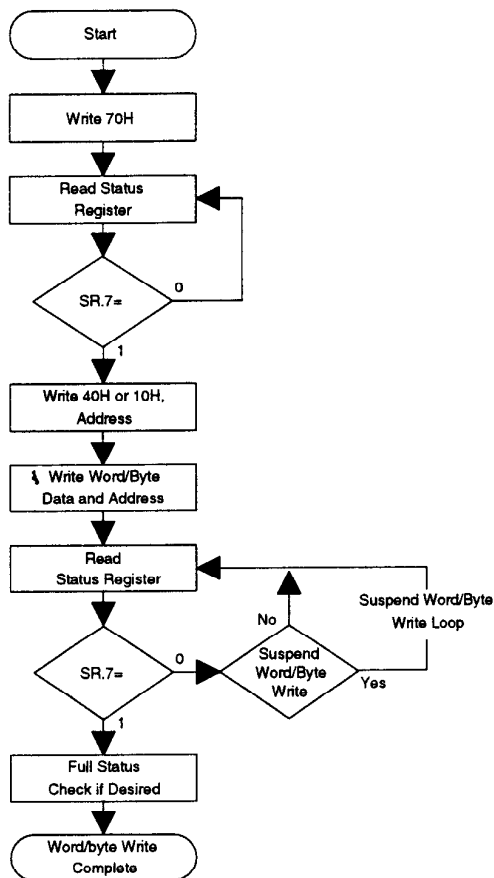 Start
Write 70H
Read Status
Register
0
SR.7=
1
Write 40H or 10H,
Address
Write Word/Byte
Data and Address
Read
Status Register
Suspend Word/Byte
Write Loop
No
0
SR.7=
Suspend
Word/Byte
Write
Yes
1
Full Status
Check if Desired
Word/byte Write
Complete